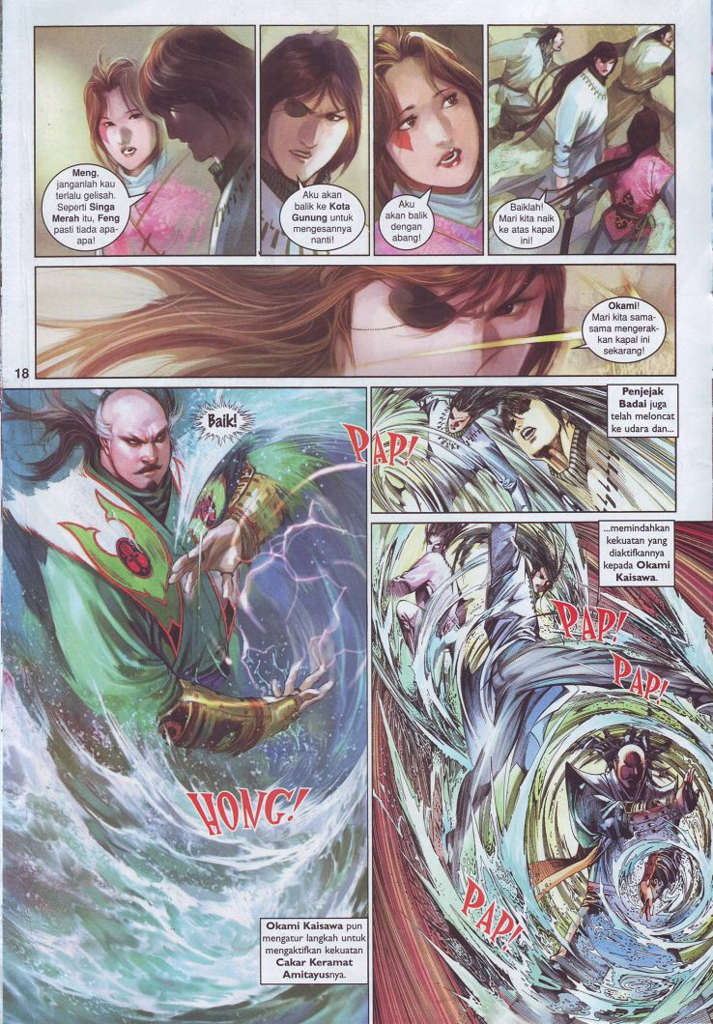 Meng,
janganlah kau
terlalu gelisah.
Seperti Singa
Merah itu, Feng
pasti tiada apa-
apa!
Aku akan
balik ke Kota
Gunung untuk
mengesannya
nanti!
Aku
akan balik
dengan
abang!
Baiklah!
Mari kita naik
ke atas kapal
ini!
Okami!
Mari kita sama-
sama mengerak-
kan kapal ini
sekarang!
18
Baik!
HONG!
Okami Kaisawa pun
mengatur langkah untuk
mengaktifkan kekuatan
Cakar Keramat
Amitayusnya.
Penjejak
Badai juga
telah meloncat
ke udara dan...
PAP!
...memindahkan
kekuatan yang
diaktifkannya
kepada Okami
Kaisawa.
PAP!
PAP!
PAP!